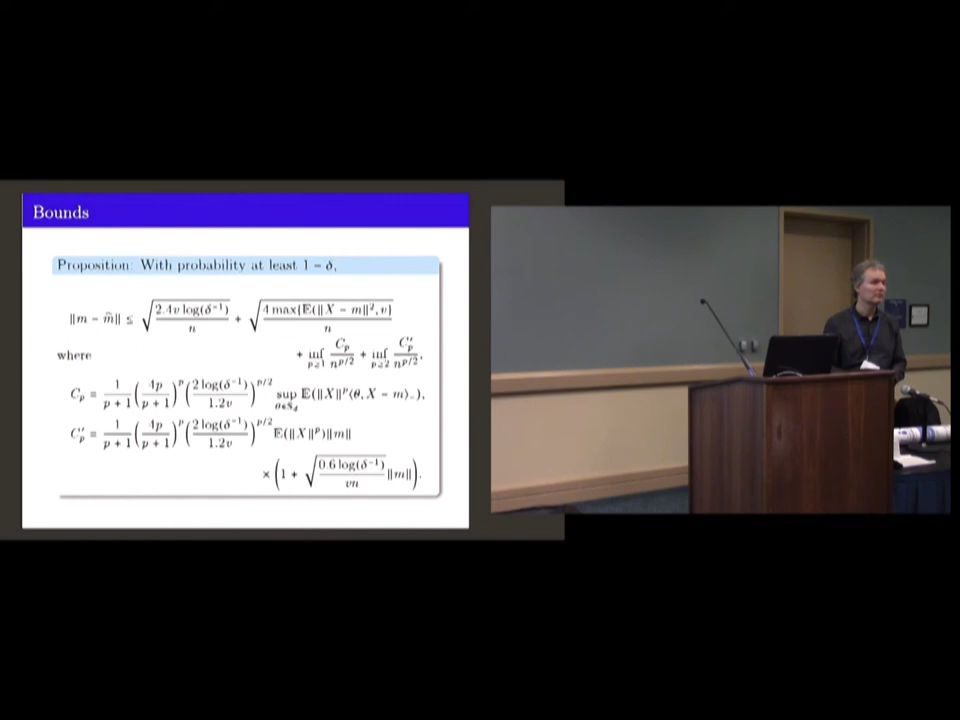 Bounds
Proposition: With probability at least 1 − δ,
‖m − m̂‖ ≤ √(2.4v log(δ⁻¹) / n) + √(4 max{𝔼(‖X − m‖², v} / n)
where + inf_{p≥1} C_p / n^{p/2} + inf_{p≥2} C′_p / n^{p/2},
C_p = 1/(p + 1) (4p/(p + 1))^p (2 log(δ⁻¹)/1.2v)^{p/2} sup_{θ∈𝕊_d} 𝔼(‖X‖^p⟨θ, X − m⟩₋),
C′_p = 1/(p + 1) (4p/(p + 1))^p (2 log(δ⁻¹)/1.2v)^{p/2} 𝔼(‖X‖^p)‖m‖
× (1 + √(0.6 log(δ⁻¹) / vn) ‖m‖).